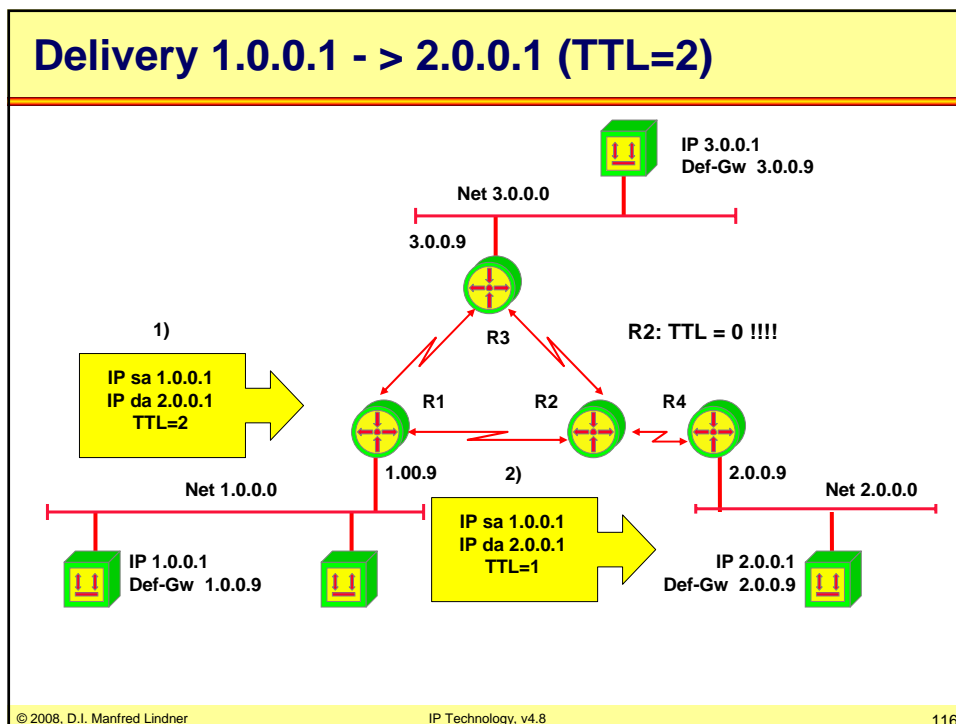 Delivery 1.0.0.1 - > 2.0.0.1 (TTL=2)
IP 3.0.0.1
Def-Gw 3.0.0.9
Net 3.0.0.0
3.0.0.9
1)
R3
R2: TTL = 0 !!!!
IP sa 1.0.0.1
IP da 2.0.0.1
TTL=2
R1
R2
R4
1.00.9
2)
2.0.0.9
Net 1.0.0.0
Net 2.0.0.0
IP sa 1.0.0.1
IP da 2.0.0.1
TTL=1
IP 1.0.0.1
Def-Gw 1.0.0.9
IP 2.0.0.1
Def-Gw 2.0.0.9
© 2008, D.I. Manfred Lindner
IP Technology, v4.8
116